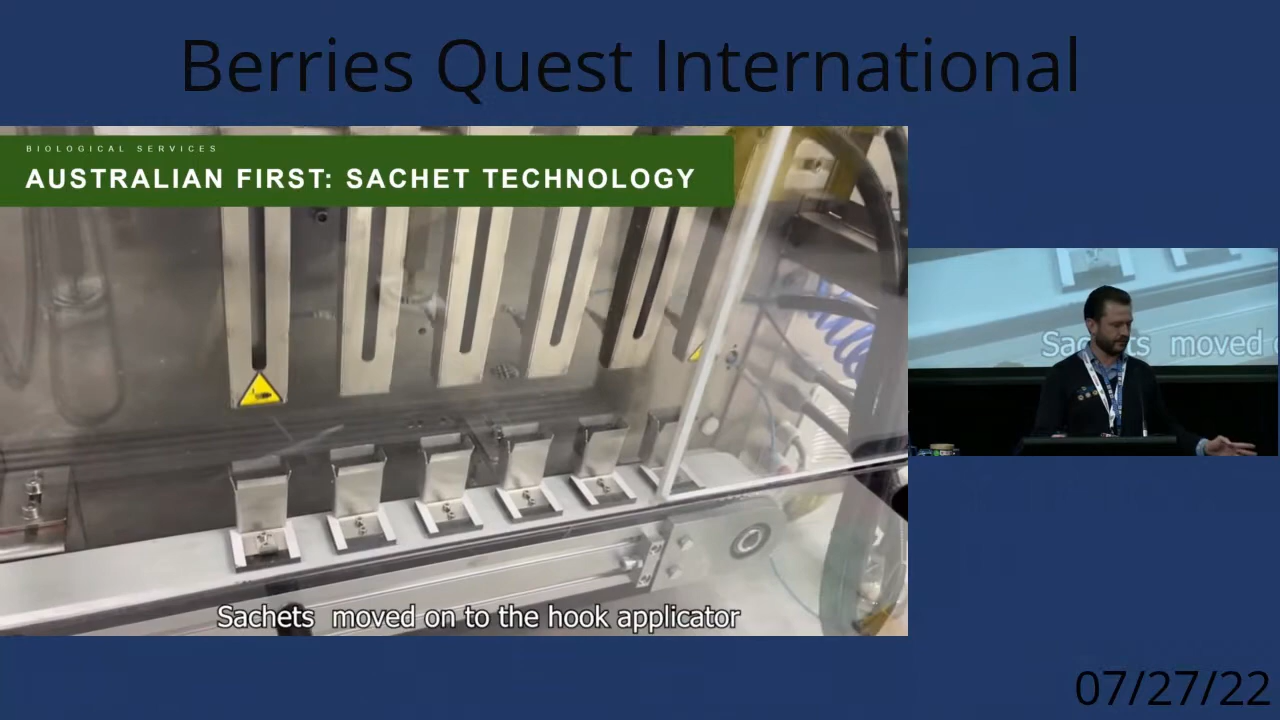 Berries Quest International
BIOLOGICAL SERVICES
AUSTRALIAN FIRST: SACHET TECHNOLOGY
Sachets moved on to the hook applicator
Sachets moved
07/27/22